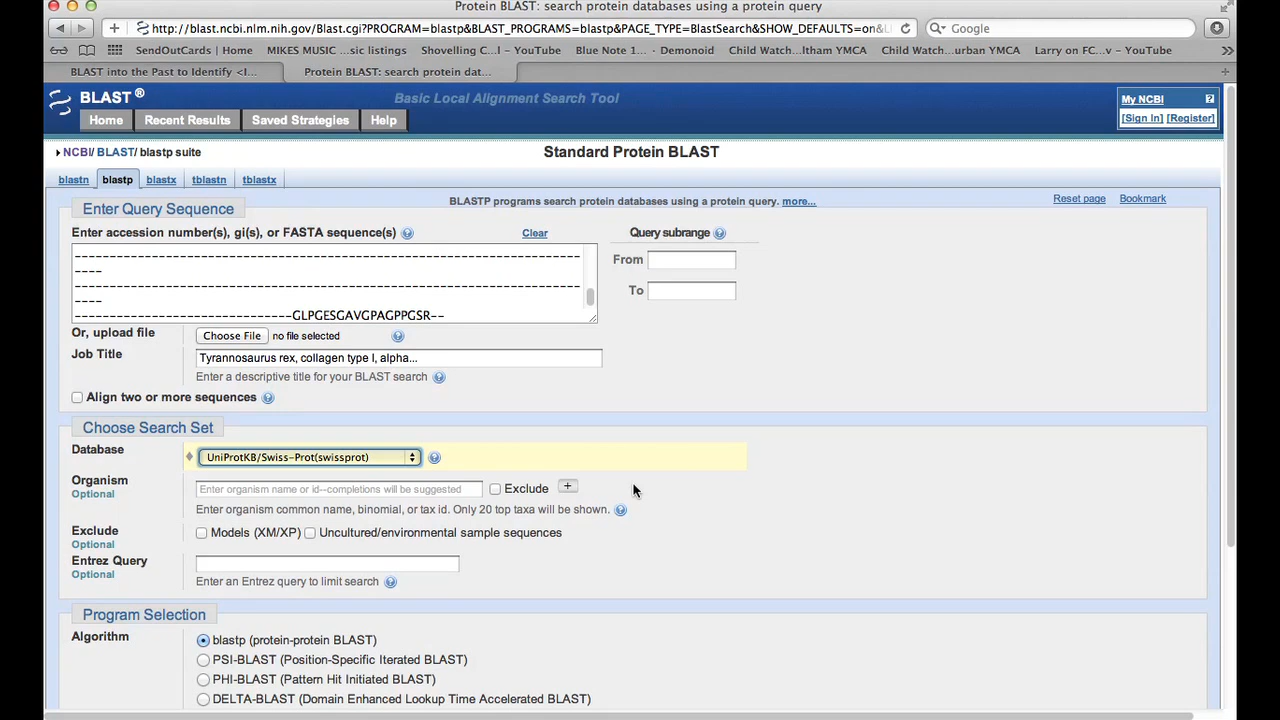 Protein BLAST: search protein databases using a protein query
http://blast.ncbi.nlm.nih.gov/Blast.cgi?PROGRAM=blastp&BLAST_PROGRAMS=blastp&PAGE_TYPE=BlastSearch&SHOW_DEFAULTS=on& Google
SendOutCards | Home MIKES MUSIC ...sic listings Shovelling C...l - YouTube Blue Note 1... - Demonoid Child Watch...ltham YMCA Child Watch...urban YMCA Larry on FC...v - YouTube
BLAST into the Past to Identify <I... Protein BLAST: search protein dat...
BLAST ® Basic Local Alignment Search Tool
My NCBI
[Sign In] [Register]
Home Recent Results Saved Strategies Help
NCBI/ BLAST/ blastp suite Standard Protein BLAST
blastn blastp blastx tblastn tblastx
BLASTP programs search protein databases using a protein query. more... Reset page Bookmark
Enter Query Sequence
Enter accession number(s), gi(s), or FASTA sequence(s) Clear Query subrange
From
To
-------------------------------------------------------------------------
----
-------------------------------------------------------------------------
----
-------------------------------GLPGESGAVGPAGPPGSR--
Or, upload file Choose File no file selected
Job Title Tyrannosaurus rex, collagen type I, alpha...
Enter a descriptive title for your BLAST search
Align two or more sequences
Choose Search Set
Database UniProtKB/Swiss-Prot(swissprot)
Organism
Optional
Enter organism name or id--completions will be suggested Exclude +
Enter organism common name, binomial, or tax id. Only 20 top taxa will be shown.
Exclude
Optional
Models (XM/XP) Uncultured/environmental sample sequences
Entrez Query
Optional
Enter an Entrez query to limit search
Program Selection
Algorithm
blastp (protein-protein BLAST)
PSI-BLAST (Position-Specific Iterated BLAST)
PHI-BLAST (Pattern Hit Initiated BLAST)
DELTA-BLAST (Domain Enhanced Lookup Time Accelerated BLAST)